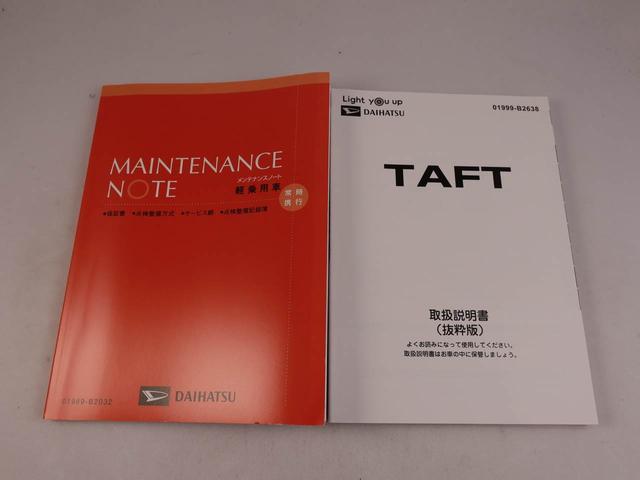 MAINTENANCE
NOTE
メンテナンスノート
軽乗用車
常時
携行
●保証書 ●点検整備方式 ●サービス網 ●点検整備記録簿
DAIHATSU
01999-B2032
Light you up
DAIHATSU
01999-B2638
TAFT
取扱説明書
(抜粋版)
よくお読みになって使用してください。
取扱説明書はお車の中に保管しましょう。